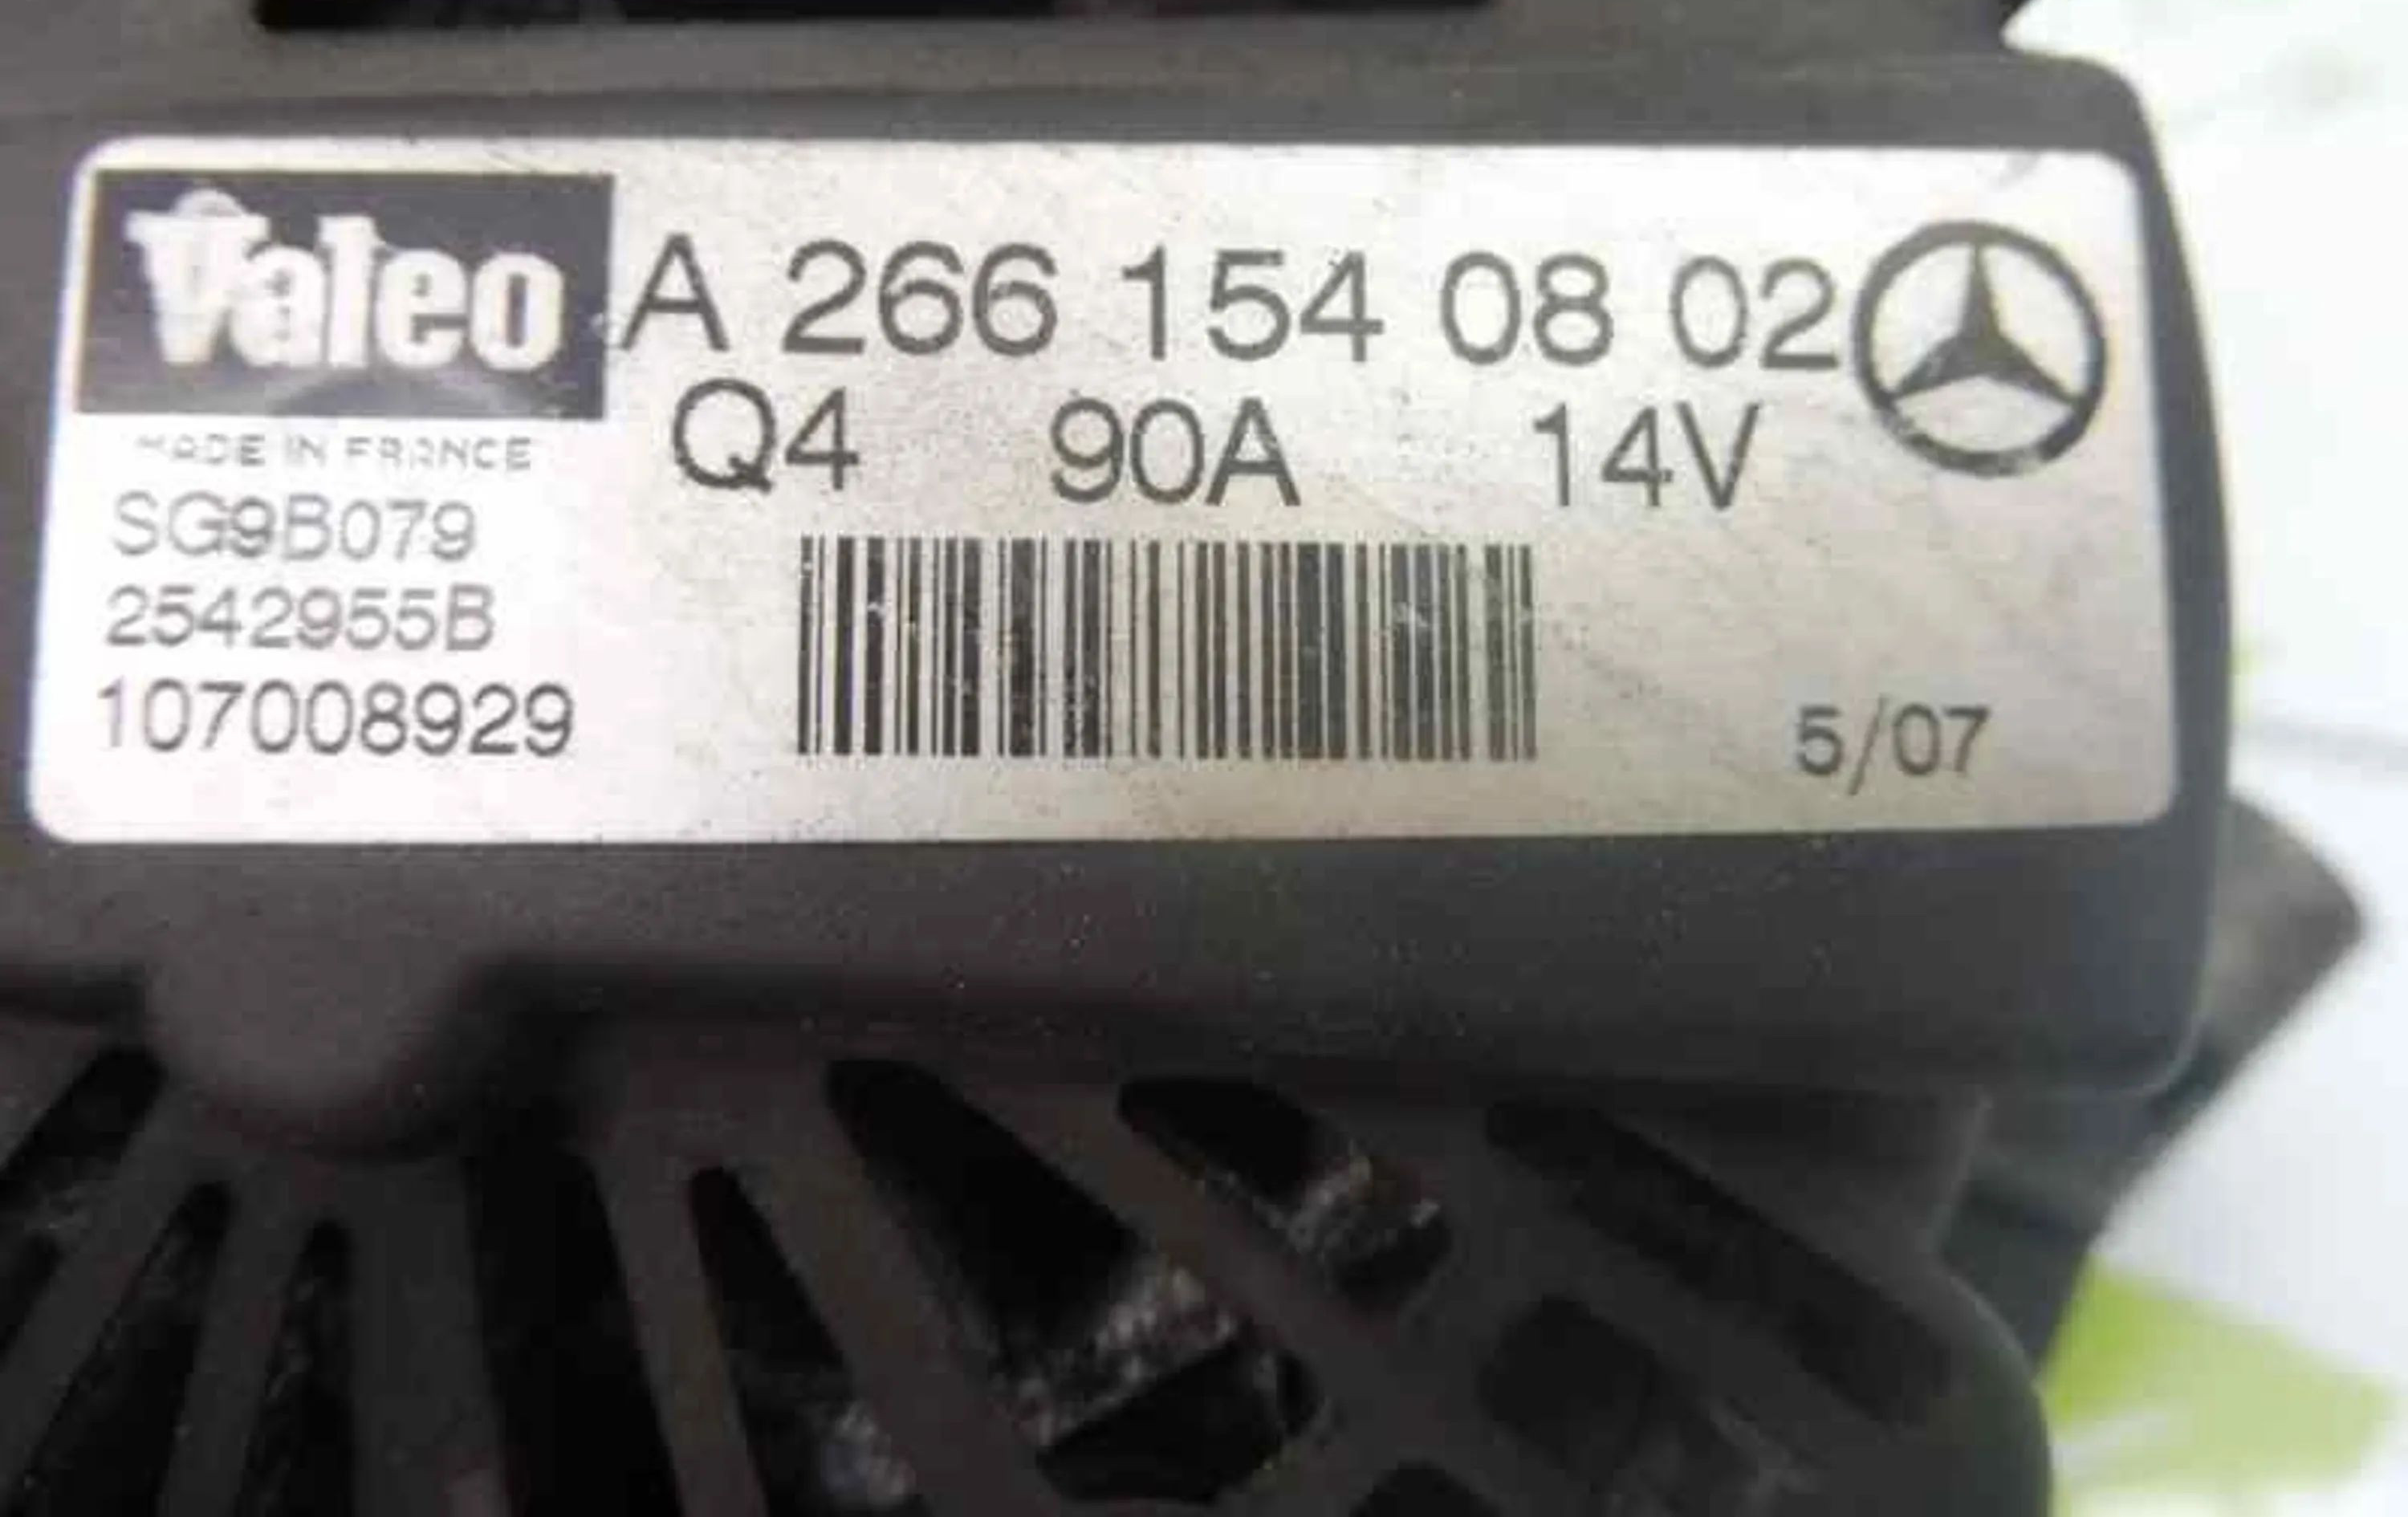 Valeo
A 266 154 08 02
Q4 90A 14V
MADE IN FRANCE
SG9B079
2542955B
107008929
5/07